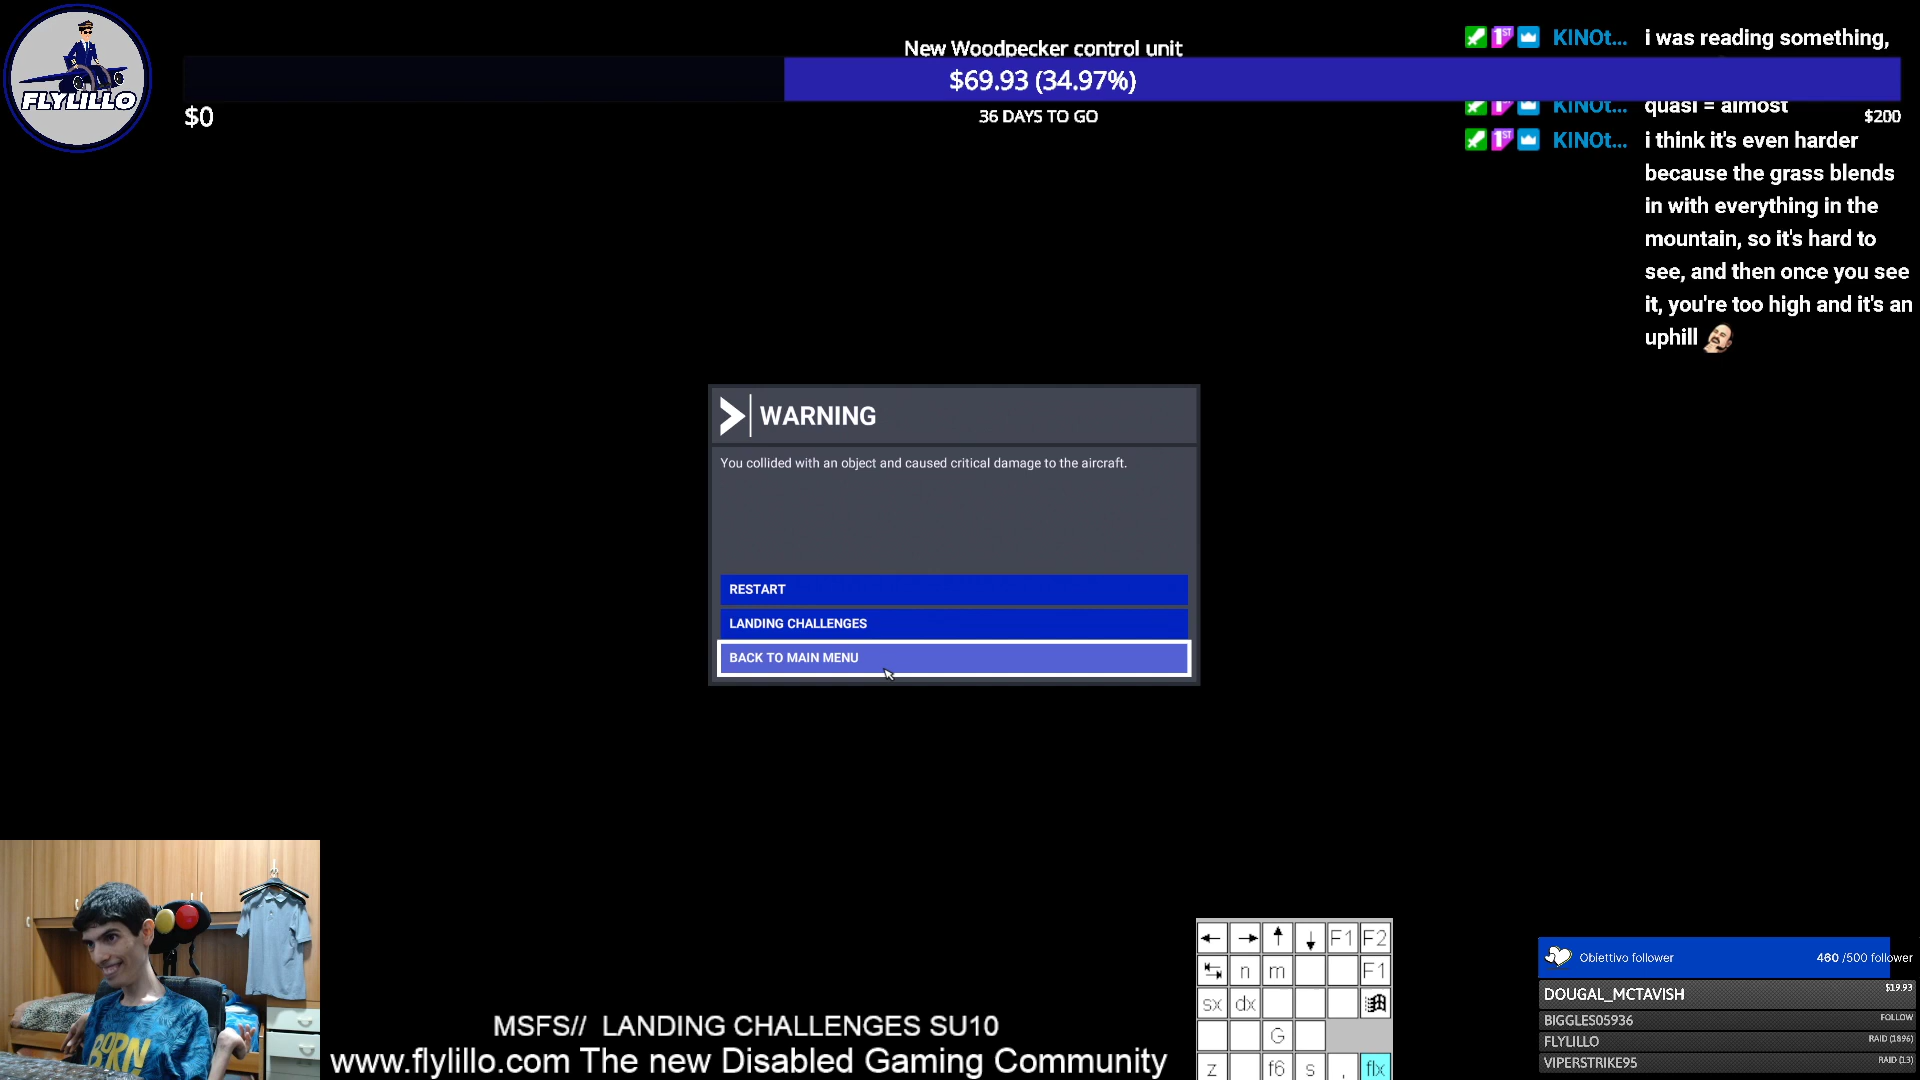 FLYLILLO
New Woodpecker control unit
$69.93 (34.97%)
$0
36 DAYS TO GO
$200
KINOt... i was reading something,
KINOt... quasi = almost
KINOt... i think it's even harder
because the grass blends
in with everything in the
mountain, so it's hard to
see, and then once you see
it, you're too high and it's an
uphill
WARNING
You collided with an object and caused critical damage to the aircraft.
RESTART
LANDING CHALLENGES
BACK TO MAIN MENU
BORN
MSFS// LANDING CHALLENGES SU10
www.flylillo.com The new Disabled Gaming Community
F1 F2
n m F1
sx dx
G
z f6 s , flx
Obiettivo follower 460 /500 follower
DOUGAL_MCTAVISH $19.93
BIGGLES05936 FOLLOW
FLYLILLO RAID (1896)
VIPERSTRIKE95 RAID (13)